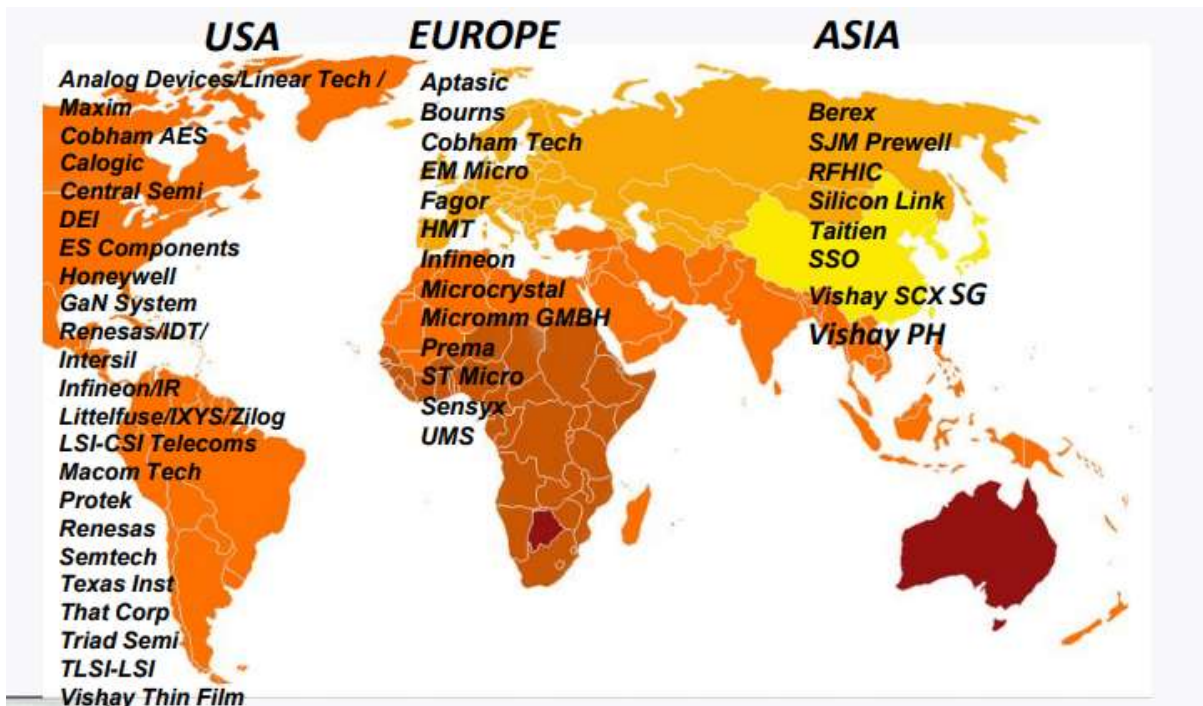 USA
Analog Devices/Linear Tech /
Maxim
Cobham AES
Calogic
Central Semi
DEI
ES Components
Honeywell
GaN System
Renesas/IDT/
Intersil
Infineon/IR
Littelfuse/IXYS/Zilog
LSI-CSI Telecoms
Macom Tech
Protek
Renesas
Semtech
Texas Inst
That Corp
Triad Semi
TLSI-LSI
Vishay Thin Film
EUROPE
Aptasic
Bourns
Cobham Tech
EM Micro
Fagor
HMT
Infineon
Microcrystal
Micromm GMBH
Prema
ST Micro
Sensyx
UMS
ASIA
Berex
SJM Prewell
RFHIC
Silicon Link
Taitien
SSO
Vishay SCX SG
Vishay PH